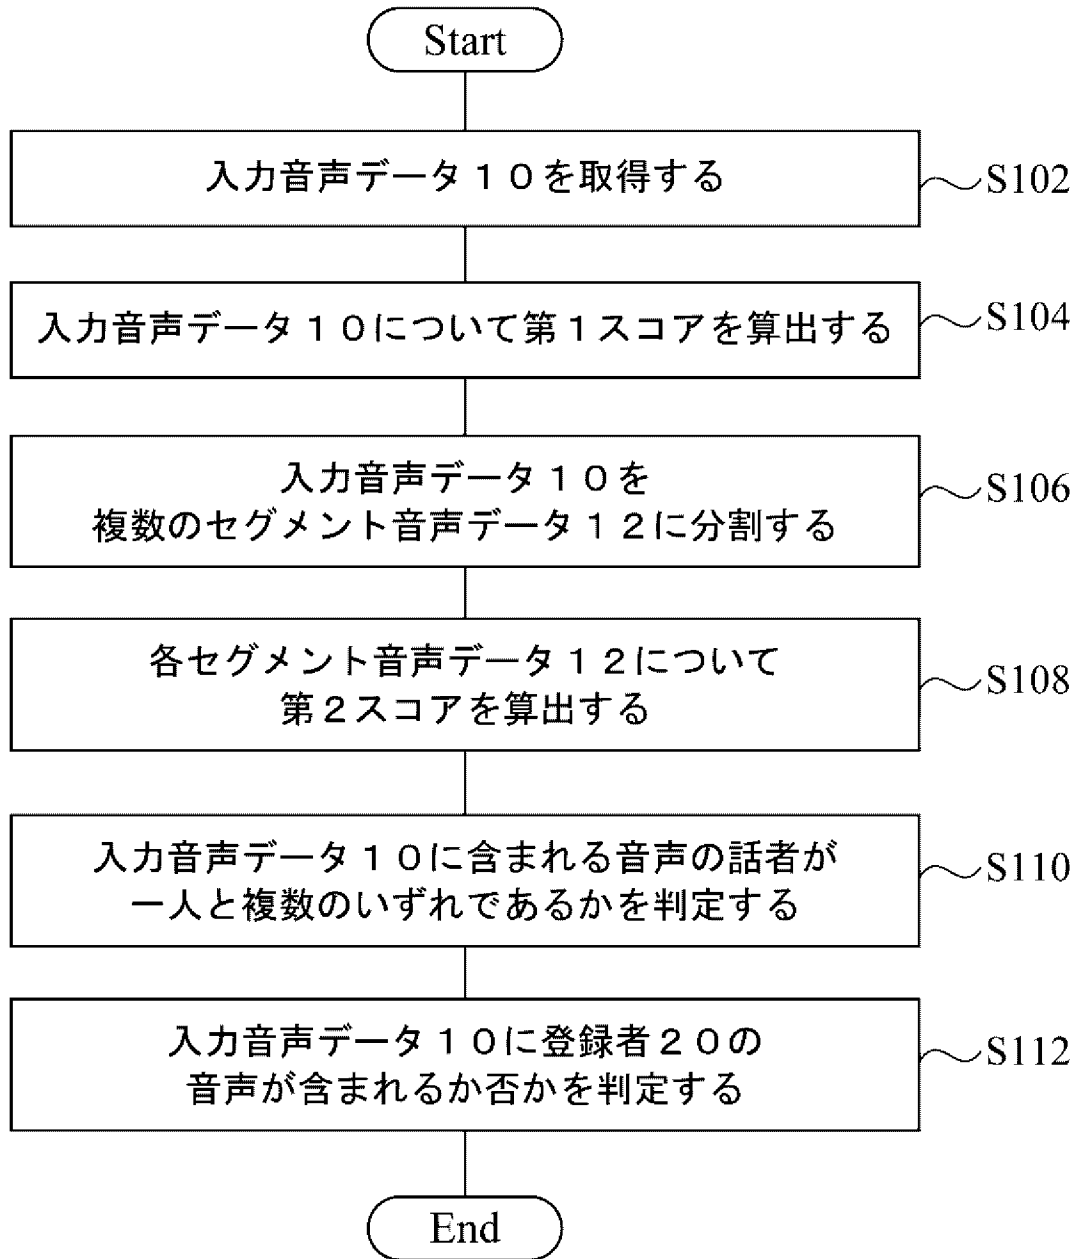 Start
入力音声データ１０を取得する
S102
入力音声データ１０について第１スコアを算出する
S104
入力音声データ１０を
複数のセグメント音声データ１２に分割する
S106
各セグメント音声データ１２について
第２スコアを算出する
S108
入力音声データ１０に含まれる音声の話者が
一人と複数のいずれであるかを判定する
S110
入力音声データ１０に登録者２０の
音声が含まれるか否かを判定する
S112
End